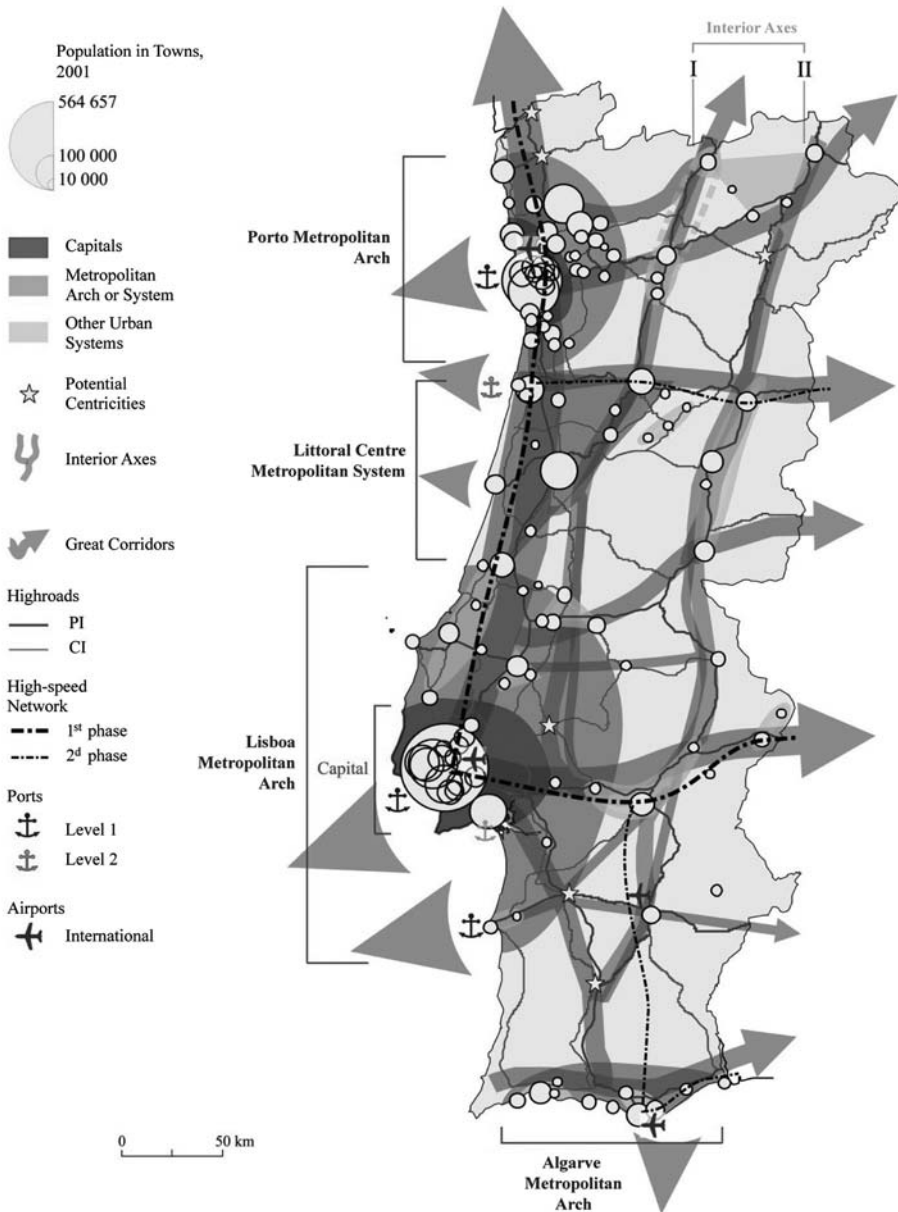 Population in Towns,
2001
564 657
100 000
10 000
Capitals
Metropolitan
Arch or System
Other Urban
Systems
Potential
Centricities
Interior Axes
Great Corridors
Highroads
PI
CI
High-speed
Network
1st phase
2d phase
Ports
Level 1
Level 2
Airports
International
0 50 km
Interior Axes
I II
Porto Metropolitan
Arch
Littoral Centre
Metropolitan System
Lisboa
Metropolitan
Arch
Capital
Algarve
Metropolitan
Arch